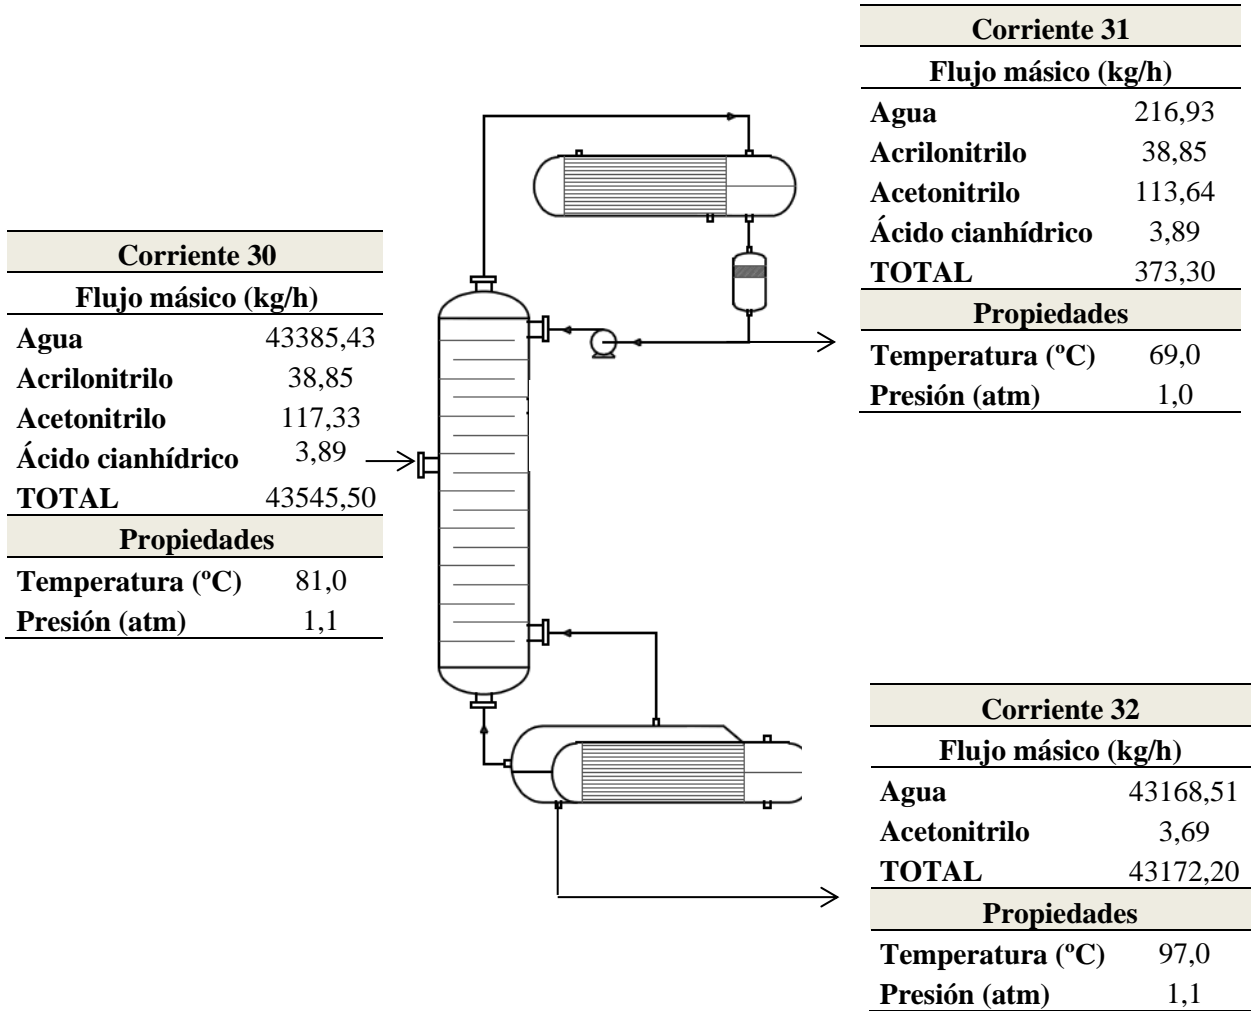 Corriente 31
Flujo másico (kg/h)
Agua 216,93
Acrilonitrilo 38,85
Acetonitrilo 113,64
Ácido cianhídrico 3,89
TOTAL 373,30
Propiedades
Temperatura (ºC) 69,0
Presión (atm) 1,0
Corriente 30
Flujo másico (kg/h)
Agua 43385,43
Acrilonitrilo 38,85
Acetonitrilo 117,33
Ácido cianhídrico 3,89
TOTAL 43545,50
Propiedades
Temperatura (ºC) 81,0
Presión (atm) 1,1
Corriente 32
Flujo másico (kg/h)
Agua 43168,51
Acetonitrilo 3,69
TOTAL 43172,20
Propiedades
Temperatura (ºC) 97,0
Presión (atm) 1,1